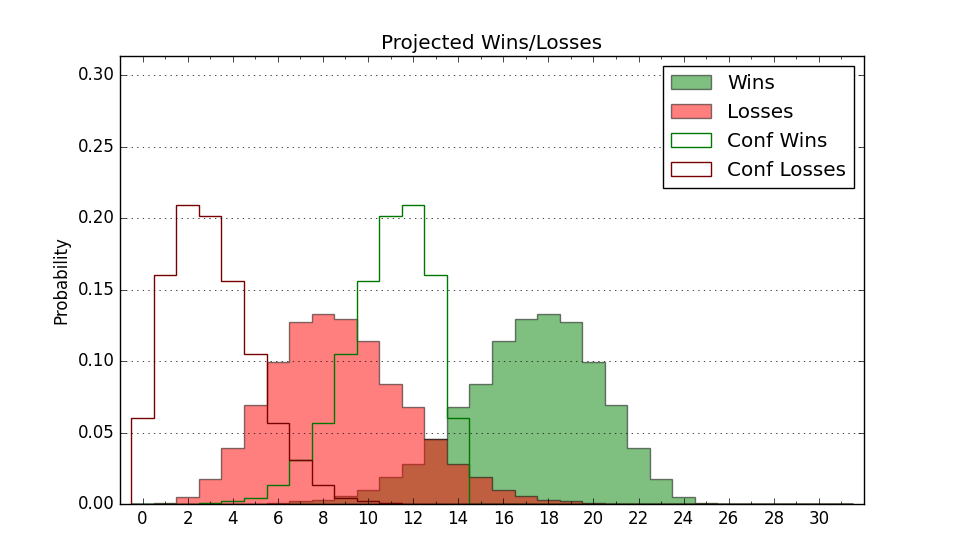 Projected Wins/Losses
Wins
Losses
Conf Wins
Conf Losses
Probability
0.30
0.25
0.20
0.15
0.10
0.05
0.00
0 2 4 6 8 10 12 14 16 18 20 22 24 26 28 30